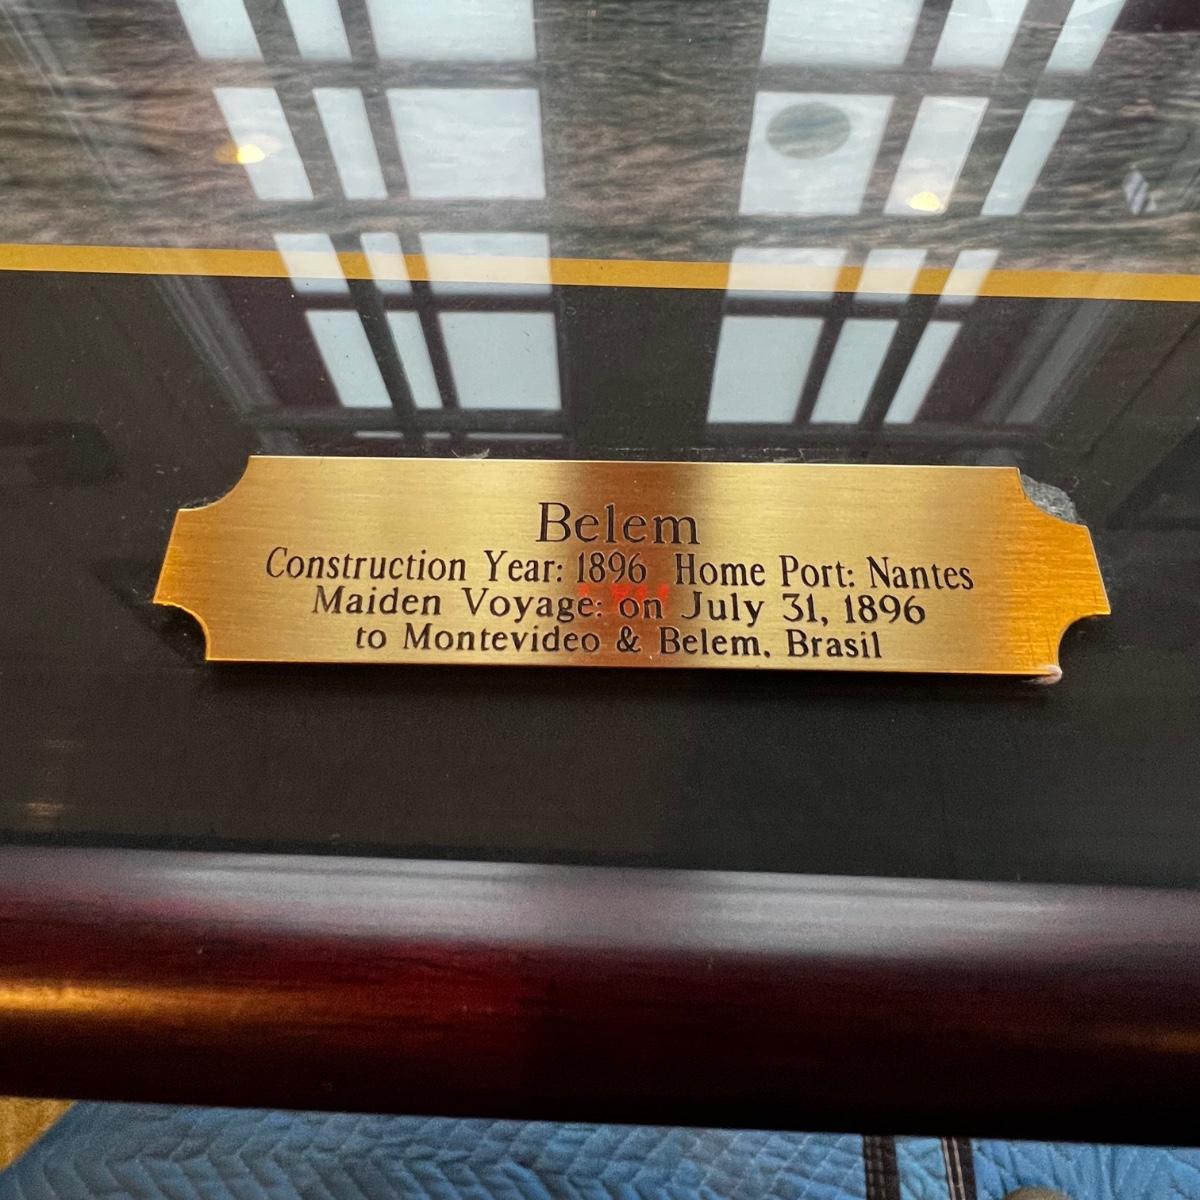 Belem
Construction Year: 1896 Home Port: Nantes
Maiden Voyage: on July 31, 1896
to Montevideo & Belem, Brasil